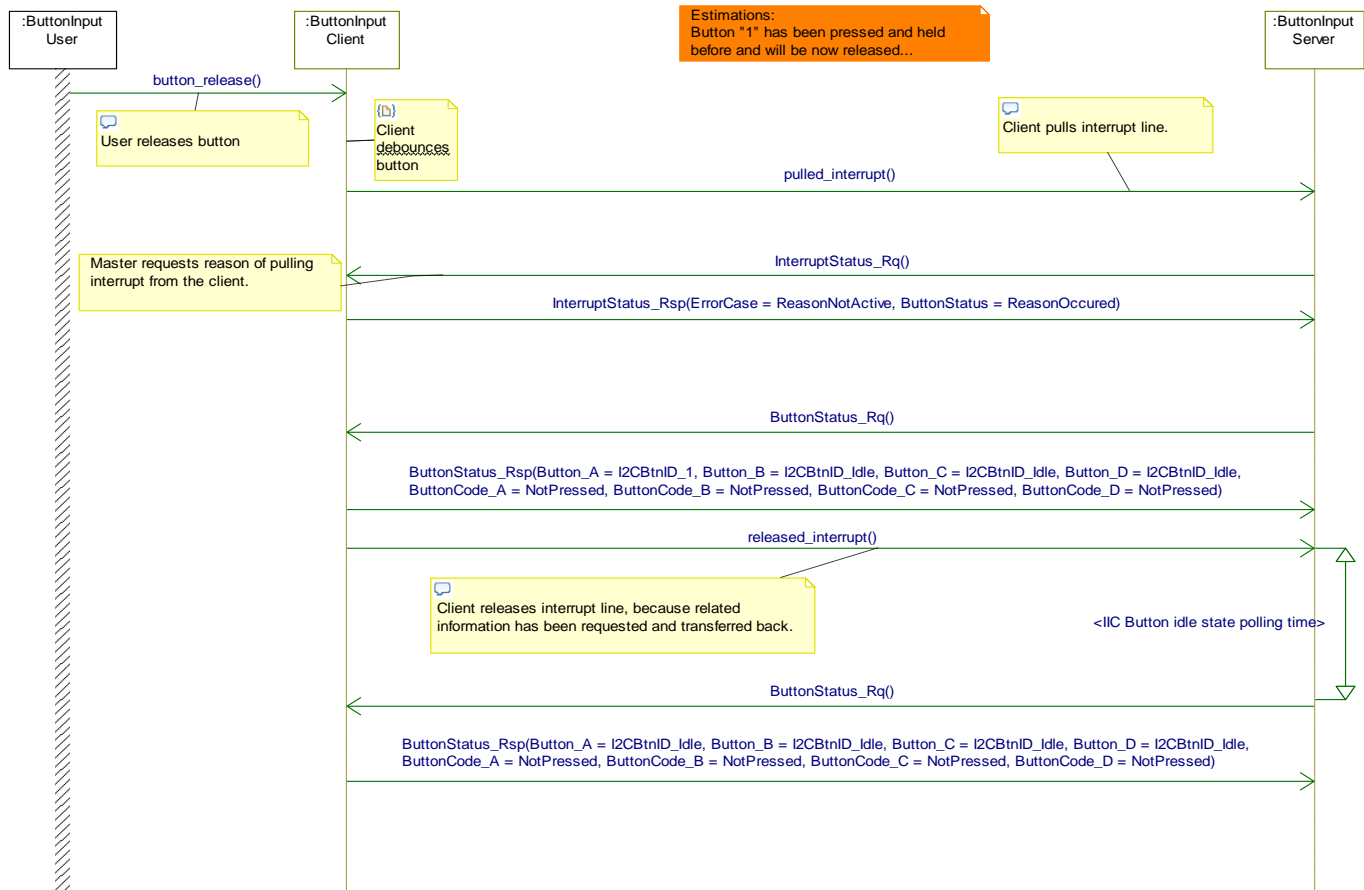 :ButtonInput
User
:ButtonInput
Client
Estimations:
Button "1" has been pressed and held
before and will be now released...
:ButtonInput
Server
button_release()
User releases button
Client
debounces
button
Client pulls interrupt line.
pulled_interrupt()
Master requests reason of pulling
interrupt from the client.
InterruptStatus_Rq()
InterruptStatus_Rsp(ErrorCase = ReasonNotActive, ButtonStatus = ReasonOccured)
ButtonStatus_Rq()
ButtonStatus_Rsp(Button_A = I2CBtnID_1, Button_B = I2CBtnID_Idle, Button_C = I2CBtnID_Idle, Button_D = I2CBtnID_Idle,
ButtonCode_A = NotPressed, ButtonCode_B = NotPressed, ButtonCode_C = NotPressed, ButtonCode_D = NotPressed)
released_interrupt()
Client releases interrupt line, because related
information has been requested and transferred back.
<IIC Button idle state polling time>
ButtonStatus_Rq()
ButtonStatus_Rsp(Button_A = I2CBtnID_Idle, Button_B = I2CBtnID_Idle, Button_C = I2CBtnID_Idle, Button_D = I2CBtnID_Idle,
ButtonCode_A = NotPressed, ButtonCode_B = NotPressed, ButtonCode_C = NotPressed, ButtonCode_D = NotPressed)